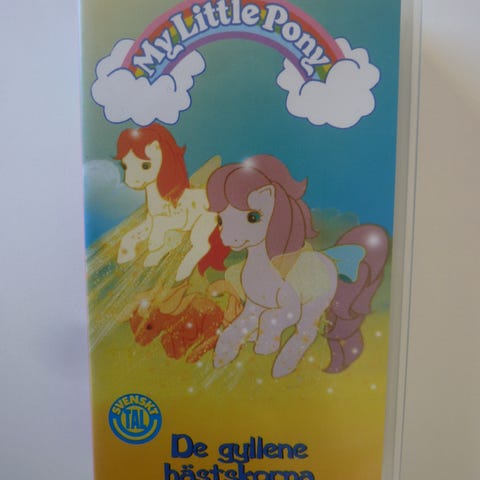 My Little Pony
SVENSKT
TAL
De gyllene
hästskorna